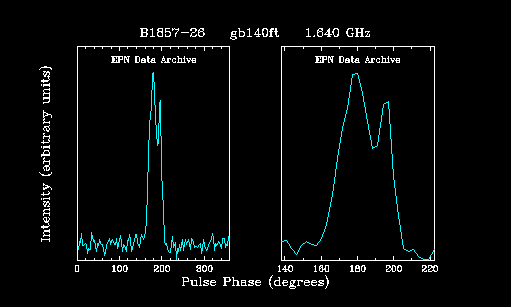 B1857-26 gb140ft 1.640 GHz
EPN Data Archive EPN Data Archive
Intensity (arbitrary units)
0 100 200 300 140 160 180 200 220
Pulse Phase (degrees)